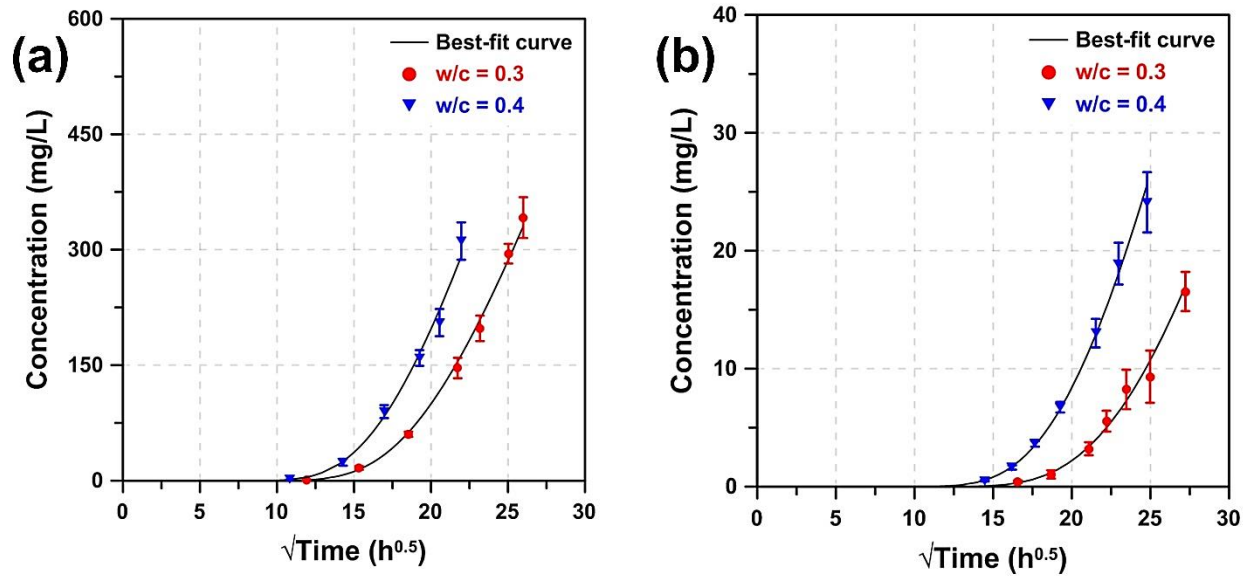 (a)
Concentration (mg/L)
600
450
300
150
0
Best-fit curve
w/c = 0.3
w/c = 0.4
0 5 10 15 20 25 30
√Time (h⁰·⁵)
(b)
Concentration (mg/L)
40
30
20
10
0
Best-fit curve
w/c = 0.3
w/c = 0.4
0 5 10 15 20 25 30
√Time (h⁰·⁵)